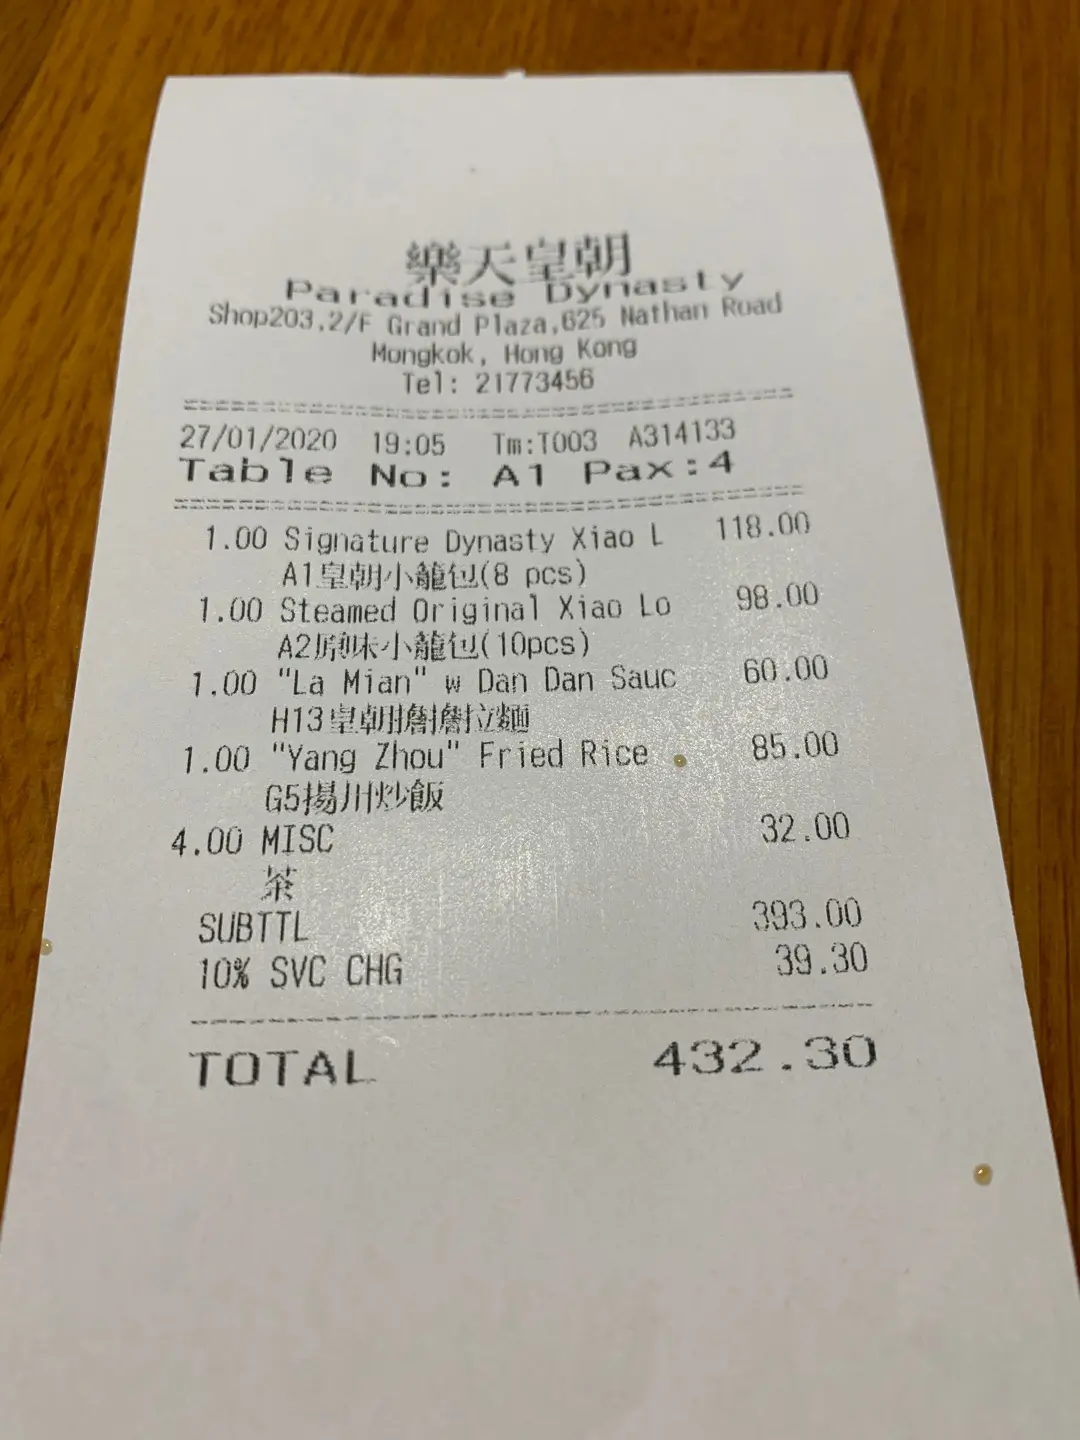 樂天皇朝
Paradise Dynasty
Shop203,2/F Grand Plaza,625 Nathan Road
Mongkok, Hong Kong
Tel: 21773456
27/01/2020 19:05 Tm:T003 A314133
Table No: A1 Pax:4
1.00 Signature Dynasty Xiao L 118.00
A1皇朝小籠包(8 pcs)
1.00 Steamed Original Xiao Lo 98.00
A2原味小籠包(10pcs)
1.00 "La Mian" w Dan Dan Sauc 60.00
H13皇朝擔擔拉麵
1.00 "Yang Zhou" Fried Rice 85.00
G5揚州炒飯
4.00 MISC 32.00
茶
SUBTTL 393.00
10% SVC CHG 39.30
TOTAL 432.30